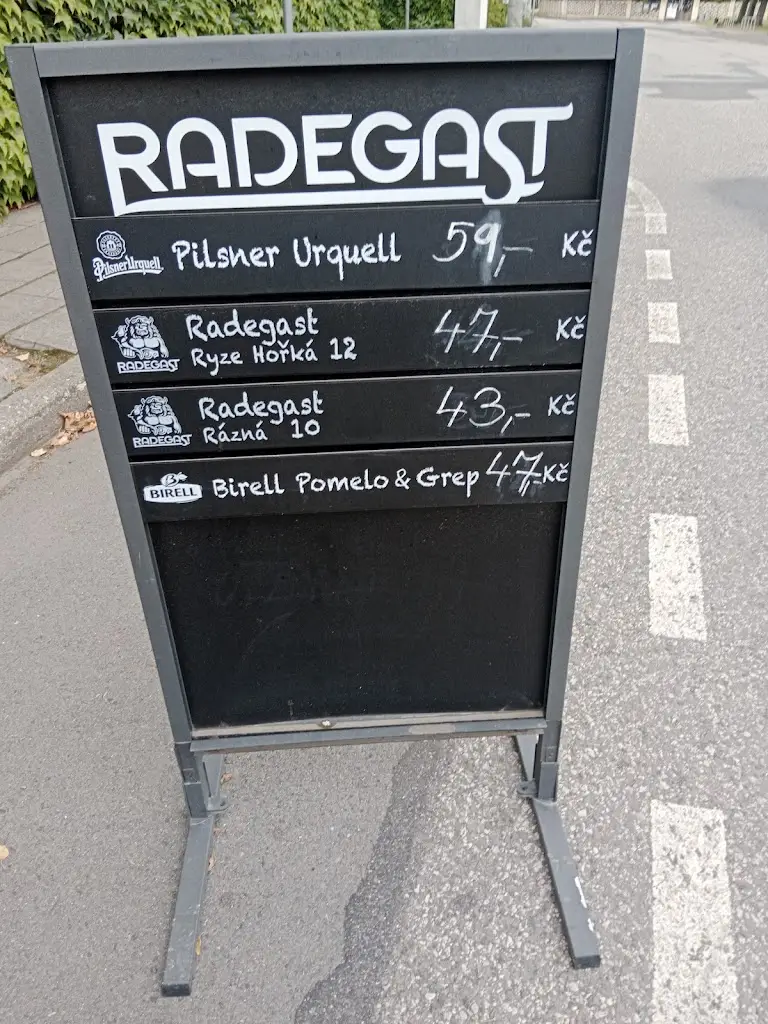 RADEGAST
Pilsner Urquell Pilsner Urquell 59,- Kč
RADEGAST Radegast 47,- Kč
Ryze Hořká 12
RADEGAST Radegast 43,- Kč
Rázná 10
BIRELL Birell Pomelo & Grep 47,- Kč